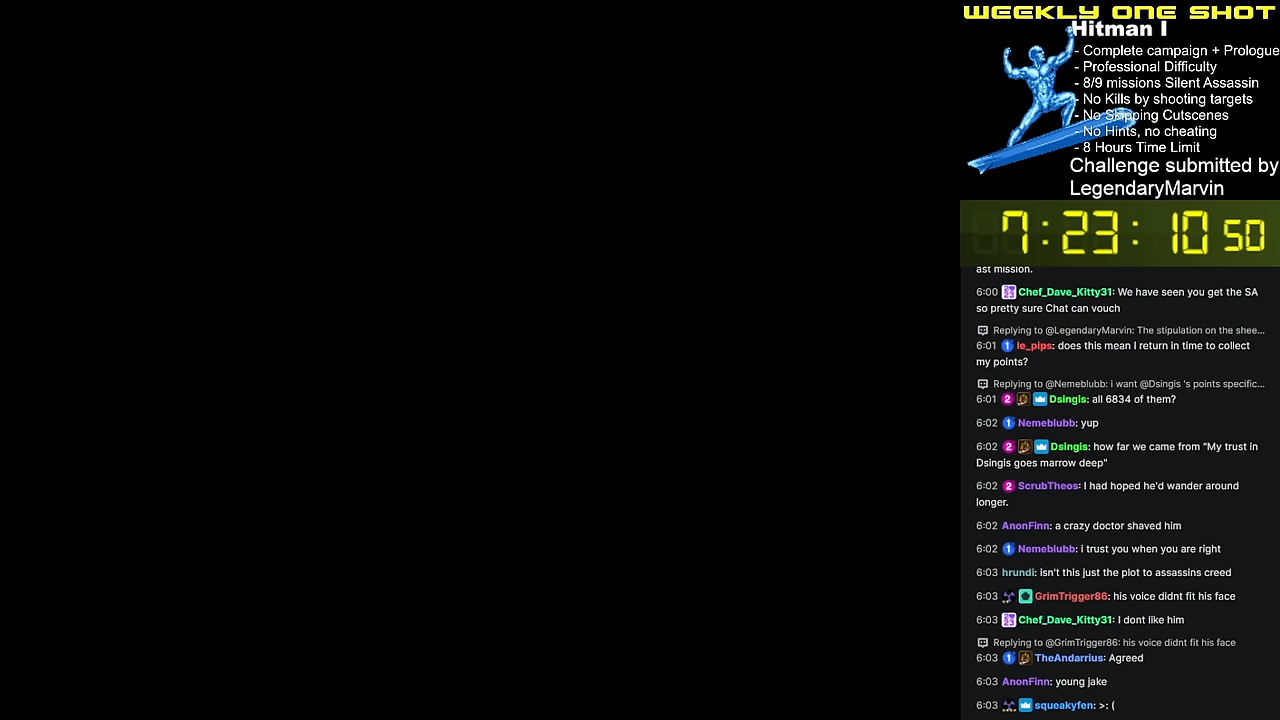 WEEKLY ONE SHOT
Hitman I
- Complete campaign + Prologue
- Professional Difficulty
- 8/9 missions Silent Assassin
- No Kills by shooting targets
- No Skipping Cutscenes
- No Hints, no cheating
- 8 Hours Time Limit
Challenge submitted by
LegendaryMarvin
7:23:10 50
ast mission.
6:00 Chef_Dave_Kitty31: We have seen you get the SA
so pretty sure Chat can vouch
Replying to @LegendaryMarvin: The stipulation on the shee...
6:01 1 le_pips: does this mean I return in time to collect
my points?
Replying to @Nemeblubb: i want @Dsingis 's points specific...
6:01 2 Dsingis: all 6834 of them?
6:02 1 Nemeblubb: yup
6:02 2 Dsingis: how far we came from "My trust in
Dsingis goes marrow deep"
6:02 2 ScrubTheos: I had hoped he'd wander around
longer.
6:02 AnonFinn: a crazy doctor shaved him
6:02 1 Nemeblubb: i trust you when you are right
6:03 hrundi: isn't this just the plot to assassins creed
6:03 GrimTrigger86: his voice didnt fit his face
6:03 Chef_Dave_Kitty31: I dont like him
Replying to @GrimTrigger86: his voice didnt fit his face
6:03 1 TheAndarrius: Agreed
6:03 AnonFinn: young jake
6:03 squeakyfen: >: (